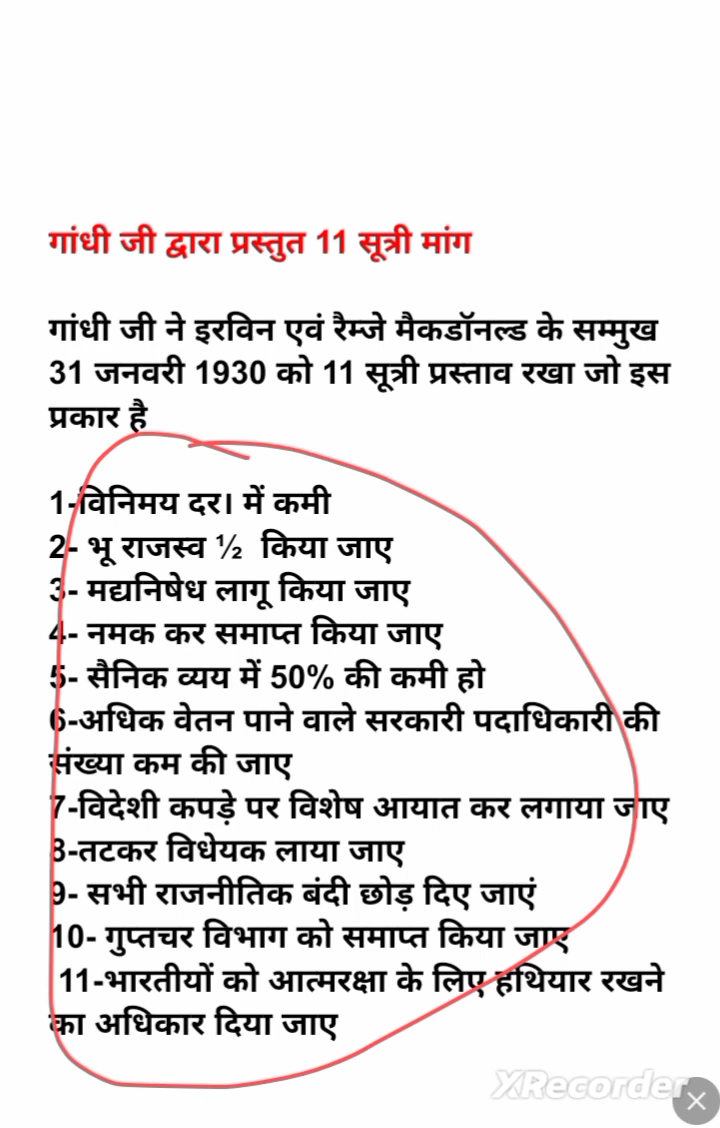 गांधी जी द्वारा प्रस्तुत 11 सूत्री मांग
गांधी जी ने इरविन एवं रैम्जे मैकडॉनल्ड के सम्मुख
31 जनवरी 1930 को 11 सूत्री प्रस्ताव रखा जो इस
प्रकार है
1-विनिमय दर। में कमी
2- भू राजस्व ½ किया जाए
3- मद्यनिषेध लागू किया जाए
4- नमक कर समाप्त किया जाए
5- सैनिक व्यय में 50% की कमी हो
6-अधिक वेतन पाने वाले सरकारी पदाधिकारी की
संख्या कम की जाए
7-विदेशी कपड़े पर विशेष आयात कर लगाया जाए
8-तटकर विधेयक लाया जाए
9- सभी राजनीतिक बंदी छोड़ दिए जाएं
10- गुप्तचर विभाग को समाप्त किया जाए
11-भारतीयों को आत्मरक्षा के लिए हथियार रखने
का अधिकार दिया जाए
XRecorder